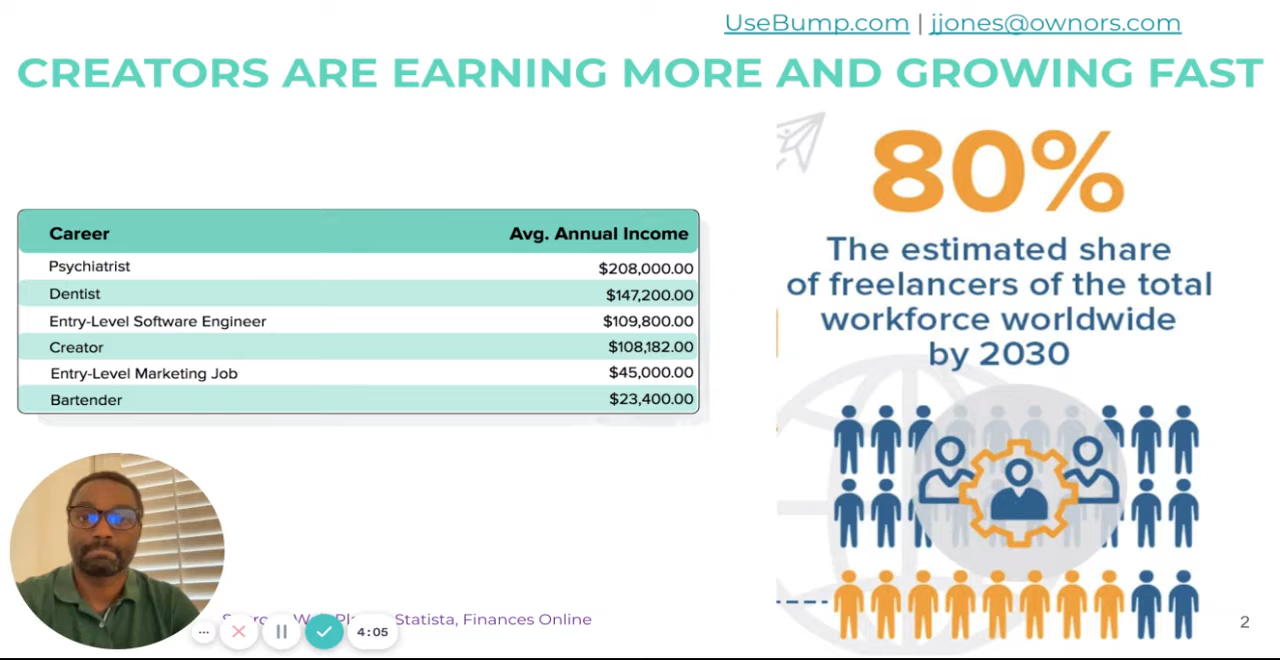 UseBump.com | jjones@ownors.com
CREATORS ARE EARNING MORE AND GROWING FAST
Career Avg. Annual Income
Psychiatrist $208,000.00
Dentist $147,200.00
Entry-Level Software Engineer $109,800.00
Creator $108,182.00
Entry-Level Marketing Job $45,000.00
Bartender $23,400.00
80%
The estimated share
of freelancers of the total
workforce worldwide
by 2030
Statista, Finances Online
4:05
2